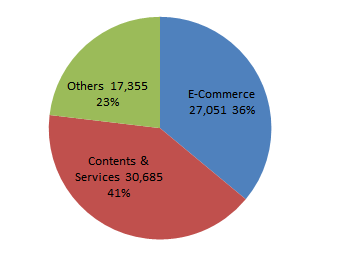 Others 17,355
23%
E-Commerce
27,051 36%
Contents &
Services 30,685
41%